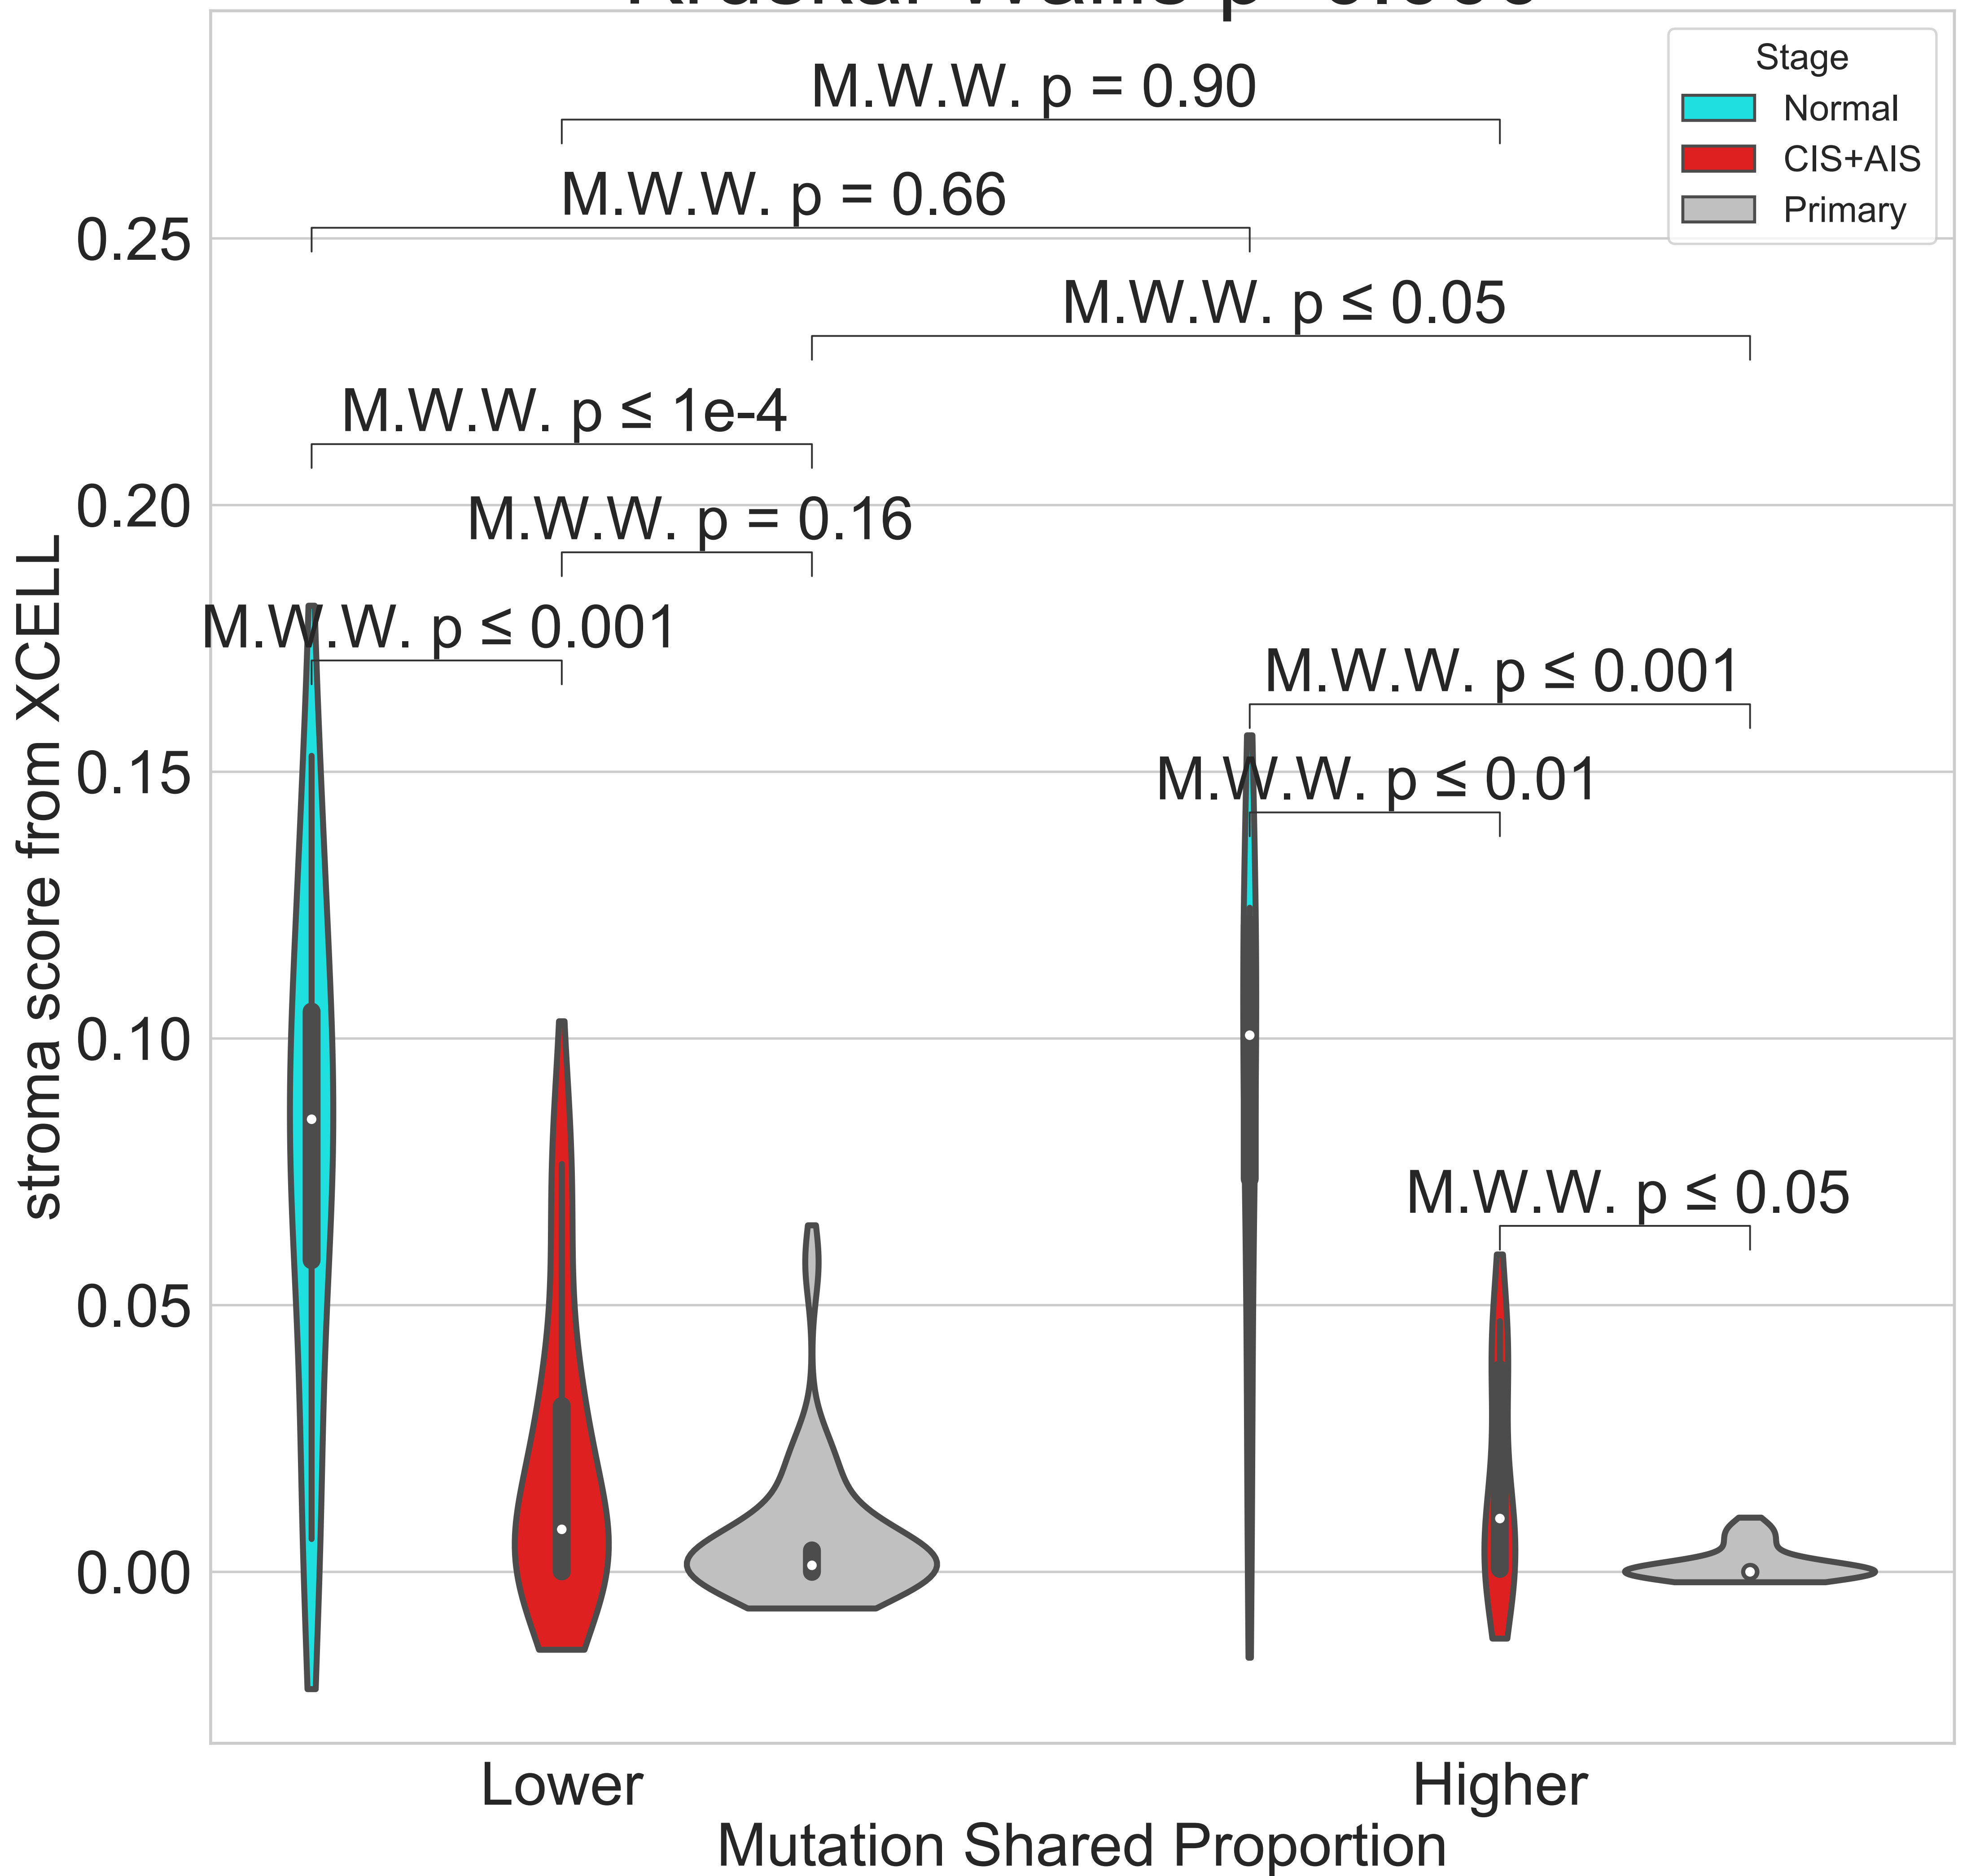 Stage
Normal
CIS+AIS
Primary
M.W.W. p = 0.90
M.W.W. p = 0.66
M.W.W. p ≤ 0.05
M.W.W. p ≤ 1e-4
M.W.W. p = 0.16
M.W.W. p ≤ 0.001
M.W.W. p ≤ 0.001
M.W.W. p ≤ 0.01
M.W.W. p ≤ 0.05
stroma score from XCELL
0.25
0.20
0.15
0.10
0.05
0.00
Lower
Higher
Mutation Shared Proportion